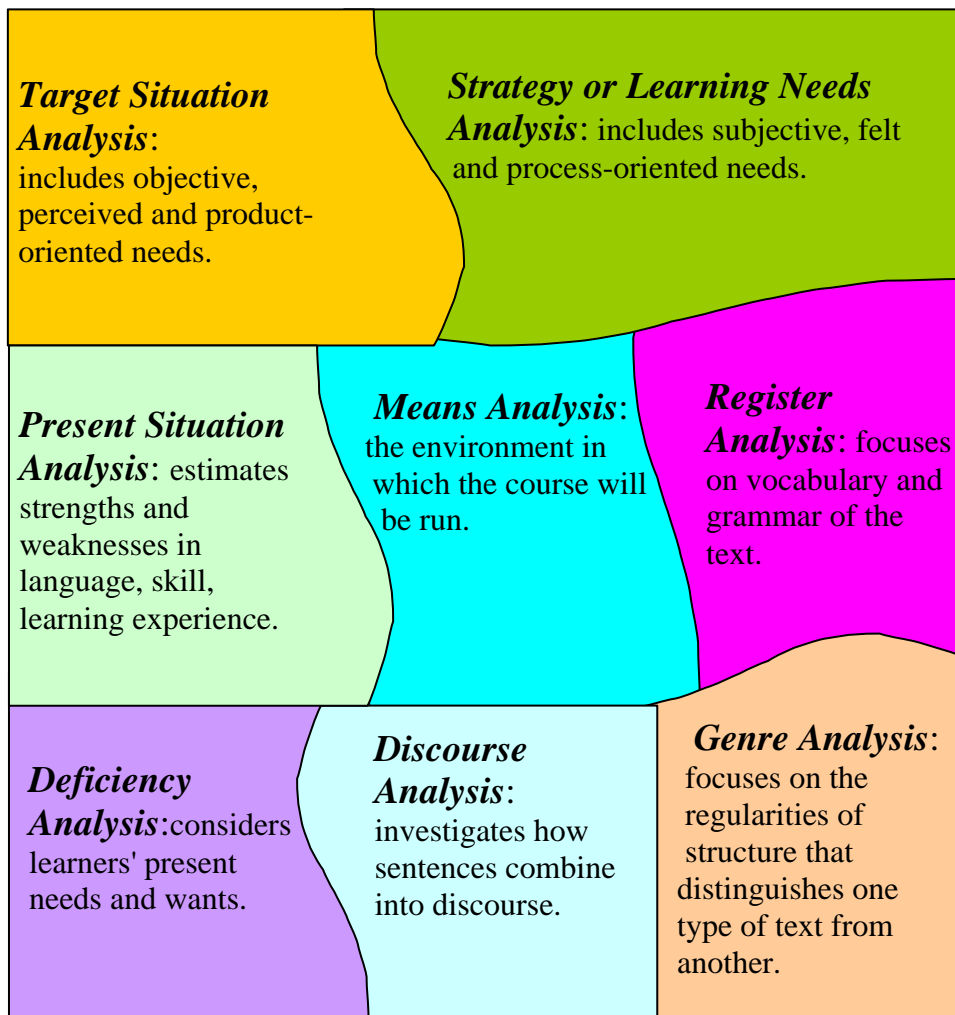 Target Situation
Analysis:
includes objective,
perceived and product-
oriented needs.
Strategy or Learning Needs
Analysis: includes subjective, felt
and process-oriented needs.
Present Situation
Analysis: estimates
strengths and
weaknesses in
language, skill,
learning experience.
Means Analysis:
the environment in
which the course will
be run.
Register
Analysis: focuses
on vocabulary and
grammar of the
text.
Deficiency
Analysis:considers
learners' present
needs and wants.
Discourse
Analysis:
investigates how
sentences combine
into discourse.
Genre Analysis:
focuses on the
regularities of
structure that
distinguishes one
type of text from
another.